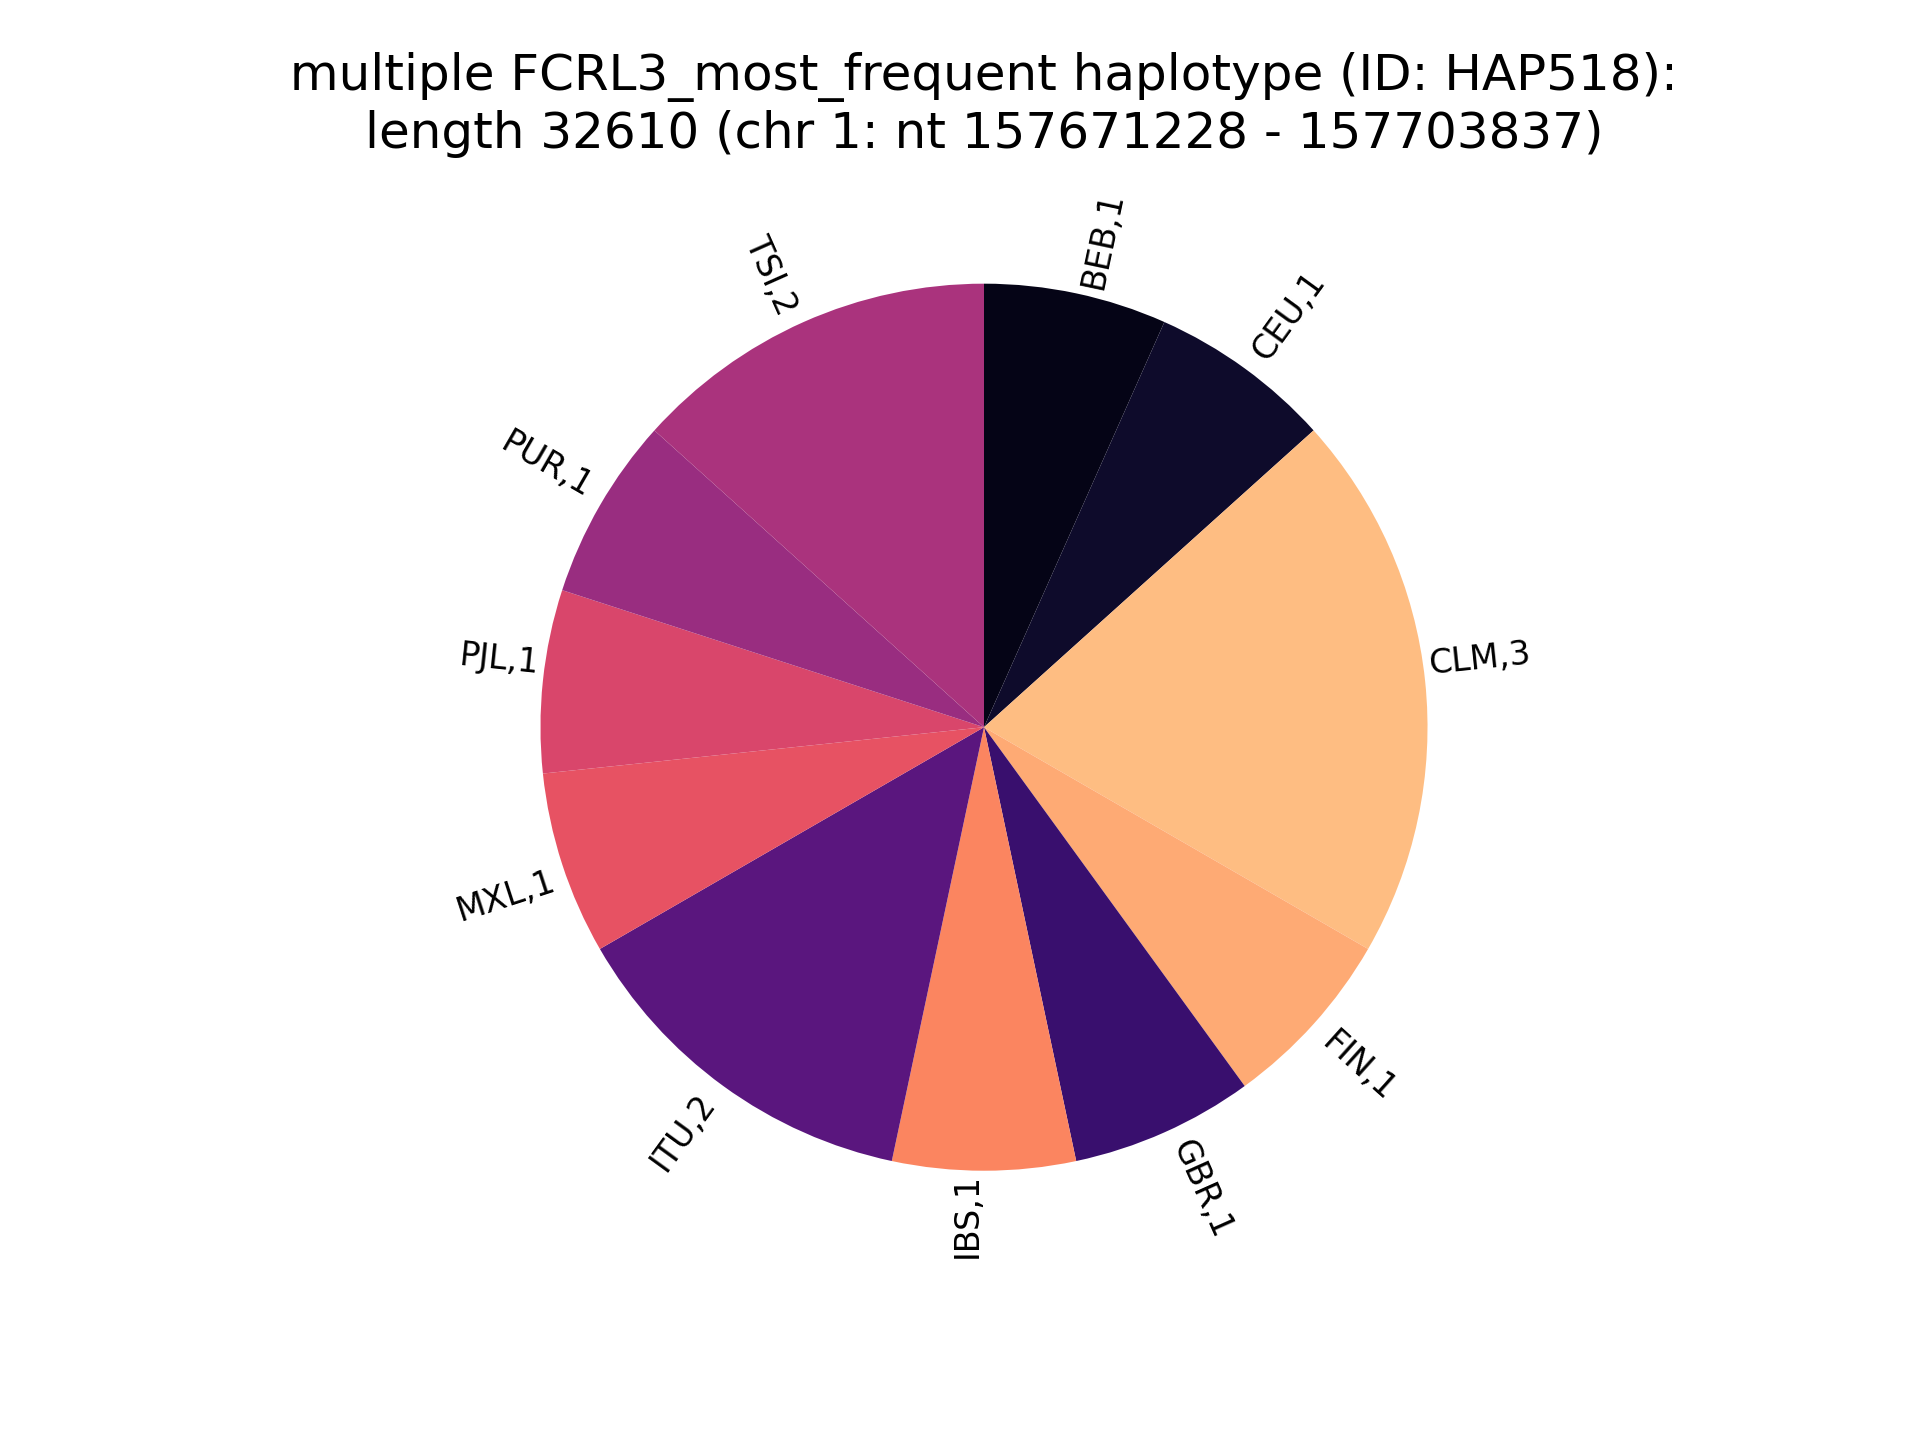 multiple FCRL3_most_frequent haplotype (ID: HAP518):
length 32610 (chr 1: nt 157671228 - 157703837)
BEB,1
CEU,1
CLM,3
FIN,1
GBR,1
IBS,1
ITU,2
MXL,1
PJL,1
PUR,1
TSI,2